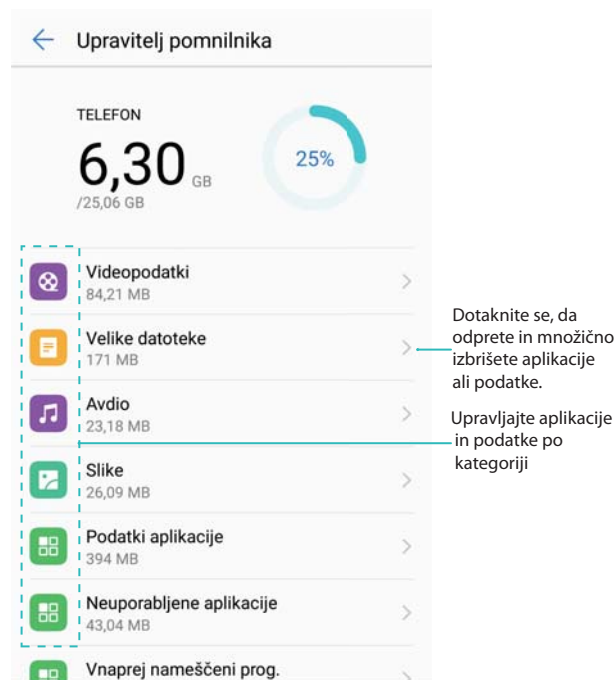 Upravitelj pomnilnika
TELEFON
6,30 GB
/25,06 GB
25%
Videopodatki
84,21 MB
Velike datoteke
171 MB
Avdio
23,18 MB
Slike
26,09 MB
Podatki aplikacije
394 MB
Neuporabljene aplikacije
43,04 MB
Vnaprej nameščeni prog.
Dotaknite se, da
odprete in množično
izbrišete aplikacije
ali podatke.
Upravljajte aplikacije
in podatke po
kategoriji